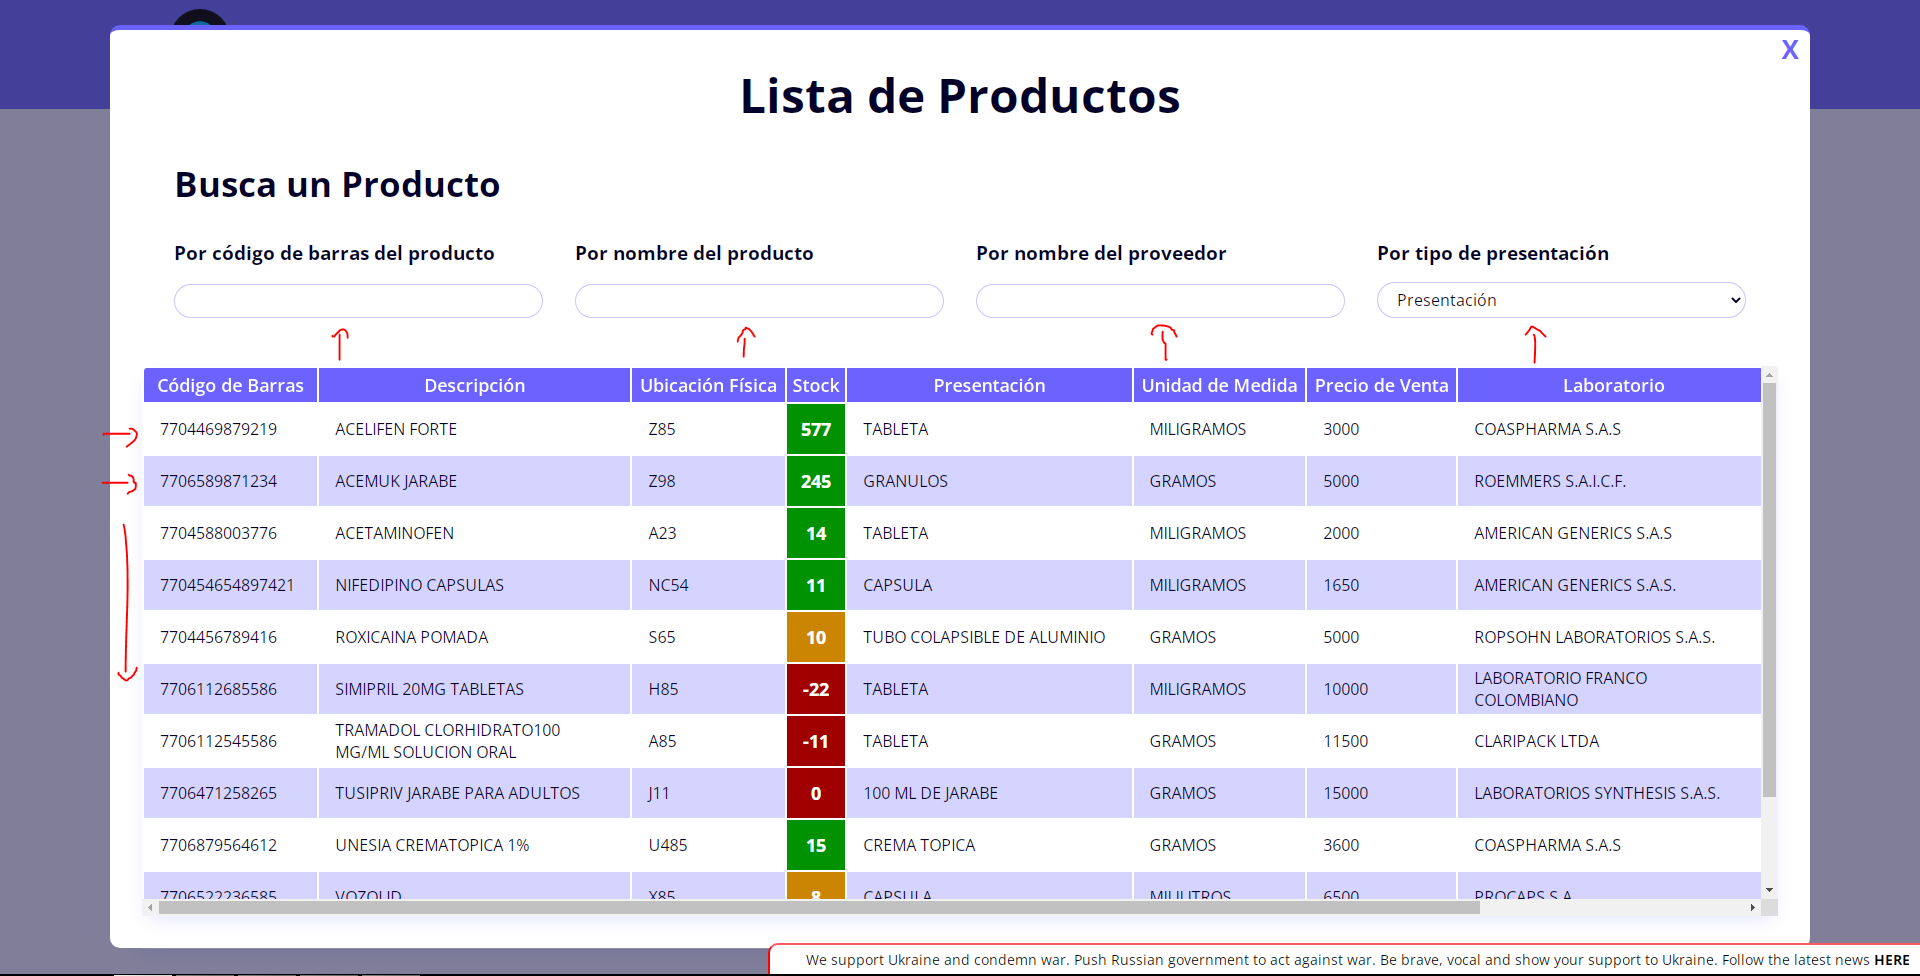 X
Lista de Productos
Busca un Producto
Por código de barras del producto Por nombre del producto Por nombre del proveedor Por tipo de presentación
Presentación
Código de Barras Descripción Ubicación Física Stock Presentación Unidad de Medida Precio de Venta Laboratorio
7704469879219 ACELIFEN FORTE Z85 577 TABLETA MILIGRAMOS 3000 COASPHARMA S.A.S
7706589871234 ACEMUK JARABE Z98 245 GRANULOS GRAMOS 5000 ROEMMERS S.A.I.C.F.
7704588003776 ACETAMINOFEN A23 14 TABLETA MILIGRAMOS 2000 AMERICAN GENERICS S.A.S
770454654897421 NIFEDIPINO CAPSULAS NC54 11 CAPSULA MILIGRAMOS 1650 AMERICAN GENERICS S.A.S.
7704456789416 ROXICAINA POMADA S65 10 TUBO COLAPSIBLE DE ALUMINIO GRAMOS 5000 ROPSOHN LABORATORIOS S.A.S.
7706112685586 SIMIPRIL 20MG TABLETAS H85 -22 TABLETA MILIGRAMOS 10000 LABORATORIO FRANCO
COLOMBIANO
7706112545586 TRAMADOL CLORHIDRATO100
MG/ML SOLUCION ORAL A85 -11 TABLETA GRAMOS 11500 CLARIPACK LTDA
7706471258265 TUSIPRIV JARABE PARA ADULTOS J11 0 100 ML DE JARABE GRAMOS 15000 LABORATORIOS SYNTHESIS S.A.S.
7706879564612 UNESIA CREMATOPICA 1% U485 15 CREMA TOPICA GRAMOS 3600 COASPHARMA S.A.S
7706522236585 VOZOLID X85 8 CAPSULA MILILITROS 6500 PROCAPS S.A
We support Ukraine and condemn war. Push Russian government to act against war. Be brave, vocal and show your support to Ukraine. Follow the latest news HERE